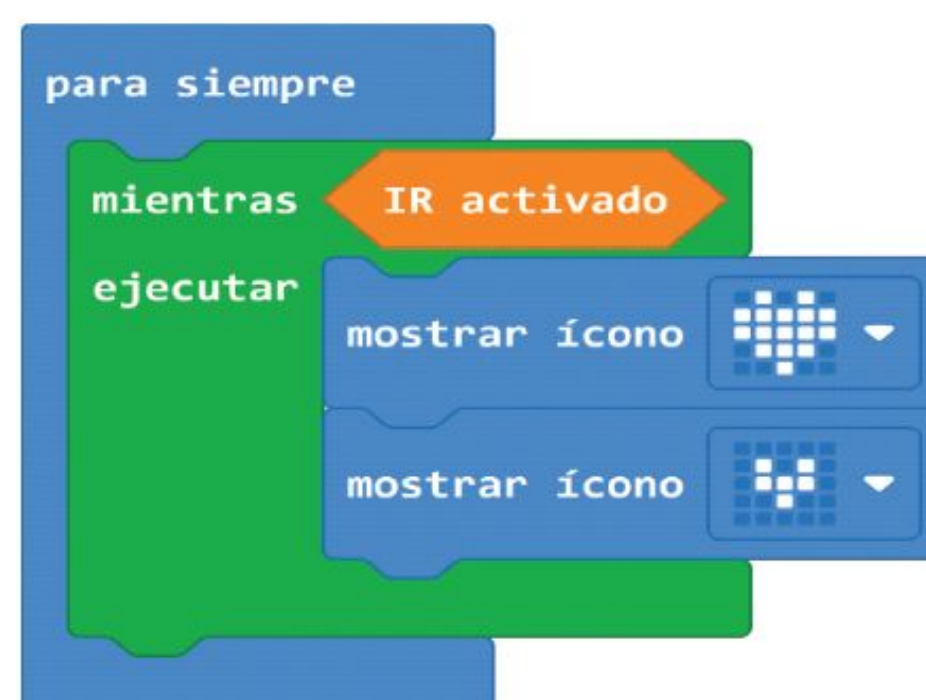 para siempre
mientras IR activado
ejecutar
mostrar ícono
mostrar ícono